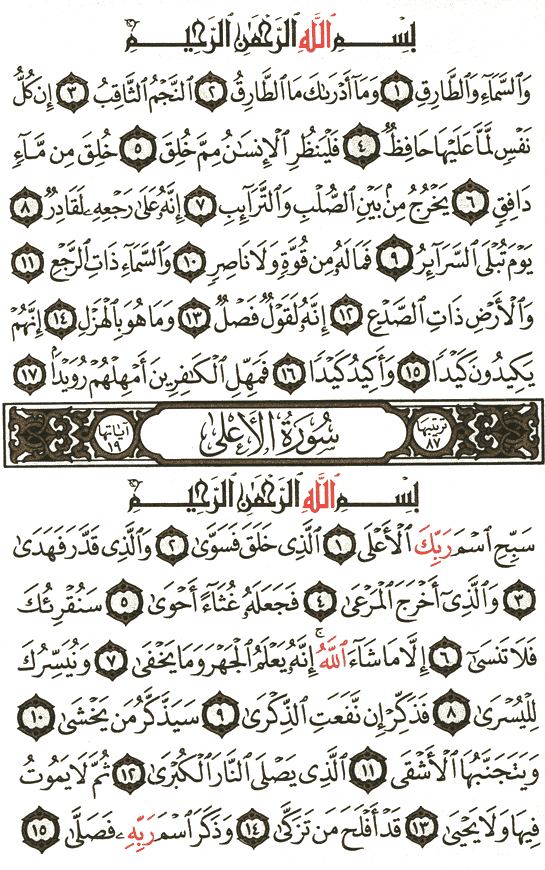 بِسْمِ ٱللَّهِ ٱلرَّحْمَٰنِ ٱلرَّحِيمِ
وَٱلسَّمَآءِ وَٱلطَّارِقِ ١ وَمَآ أَدْرَىٰكَ مَا ٱلطَّارِقُ ٢ ٱلنَّجْمُ ٱلثَّاقِبُ ٣ إِن كُلُّ
نَفْسٍ لَّمَّا عَلَيْهَا حَافِظٌ ٤ فَلْيَنظُرِ ٱلْإِنسَٰنُ مِمَّ خُلِقَ ٥ خُلِقَ مِن مَّآءٍ
دَافِقٍ ٦ يَخْرُجُ مِنۢ بَيْنِ ٱلصُّلْبِ وَٱلتَّرَآئِبِ ٧ إِنَّهُۥ عَلَىٰ رَجْعِهِۦ لَقَادِرٌ ٨
يَوْمَ تُبْلَى ٱلسَّرَآئِرُ ٩ فَمَا لَهُۥ مِن قُوَّةٍ وَلَا نَاصِرٍ ١٠ وَٱلسَّمَآءِ ذَاتِ ٱلرَّجْعِ ١١
وَٱلْأَرْضِ ذَاتِ ٱلصَّدْعِ ١٢ إِنَّهُۥ لَقَوْلٌ فَصْلٌ ١٣ وَمَا هُوَ بِٱلْهَزْلِ ١٤ إِنَّهُمْ
يَكِيدُونَ كَيْدًا ١٥ وَأَكِيدُ كَيْدًا ١٦ فَمَهِّلِ ٱلْكَٰفِرِينَ أَمْهِلْهُمْ رُوَيْدًۢا ١٧
ترتيبها ٨٧ سُورَةُ الأَعْلَى آياتها ١٩
بِسْمِ ٱللَّهِ ٱلرَّحْمَٰنِ ٱلرَّحِيمِ
سَبِّحِ ٱسْمَ رَبِّكَ ٱلْأَعْلَى ١ ٱلَّذِى خَلَقَ فَسَوَّىٰ ٢ وَٱلَّذِى قَدَّرَ فَهَدَىٰ
٣ وَٱلَّذِىٓ أَخْرَجَ ٱلْمَرْعَىٰ ٤ فَجَعَلَهُۥ غُثَآءً أَحْوَىٰ ٥ سَنُقْرِئُكَ
فَلَا تَنسَىٰٓ ٦ إِلَّا مَا شَآءَ ٱللَّهُ ۚ إِنَّهُۥ يَعْلَمُ ٱلْجَهْرَ وَمَا يَخْفَىٰ ٧ وَنُيَسِّرُكَ
لِلْيُسْرَىٰ ٨ فَذَكِّرْ إِن نَّفَعَتِ ٱلذِّكْرَىٰ ٩ سَيَذَّكَّرُ مَن يَخْشَىٰ ١٠
وَيَتَجَنَّبُهَا ٱلْأَشْقَى ١١ ٱلَّذِى يَصْلَى ٱلنَّارَ ٱلْكُبْرَىٰ ١٢ ثُمَّ لَا يَمُوتُ
فِيهَا وَلَا يَحْيَىٰ ١٣ قَدْ أَفْلَحَ مَن تَزَكَّىٰ ١٤ وَذَكَرَ ٱسْمَ رَبِّهِۦ فَصَلَّىٰ ١٥